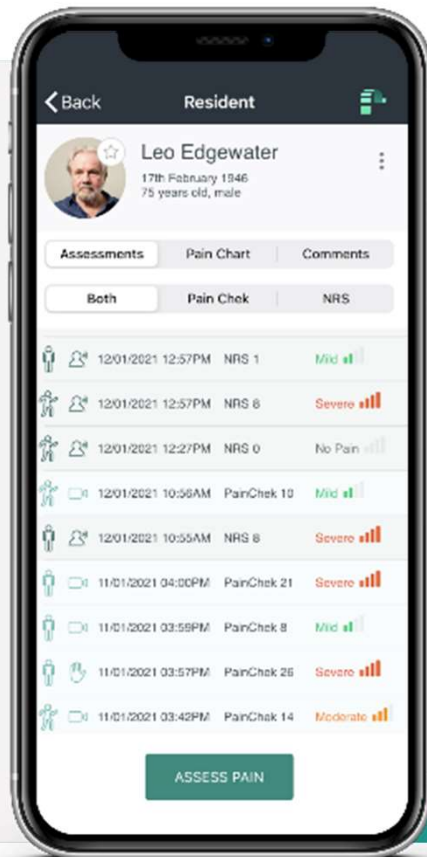 Back Resident
Leo Edgewater
17th February 1946
75 years old, male
Assessments Pain Chart Comments
Both Pain Chek NRS
12/01/2021 12:57PM NRS 1 Mild
12/01/2021 12:57PM NRS 8 Severe
12/01/2021 12:27PM NRS 0 No Pain
12/01/2021 10:56AM PainChek 10 Mild
12/01/2021 10:55AM NRS 8 Severe
11/01/2021 04:00PM PainChek 21 Severe
11/01/2021 03:59PM PainChek 8 Mild
11/01/2021 03:57PM PainChek 26 Severe
11/01/2021 03:42PM PainChek 14 Moderate
ASSESS PAIN